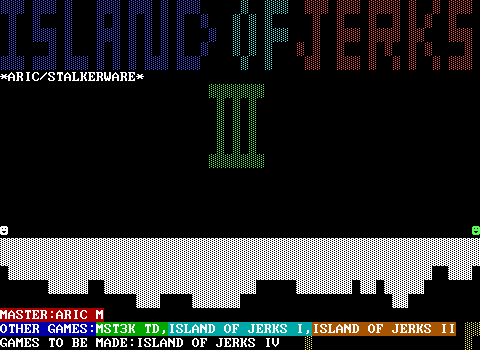 ISLAND OF JERKS
*ARIC/STALKERWARE*
III
MASTER:ARIC M
OTHER GAMES:MST3K TD,ISLAND OF JERKS I,ISLAND OF JERKS II
GAMES TO BE MADE:ISLAND OF JERKS IV